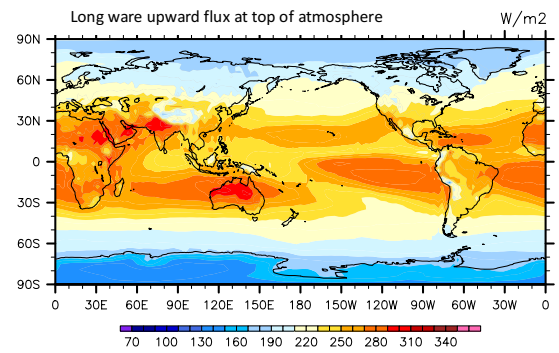 Long ware upward flux at top of atmosphere W/m2
90N
60N
30N
0
30S
60S
90S
0 30E 60E 90E 120E 150E 180 150W 120W 90W 60W 30W 0
70 100 130 160 190 220 250 280 310 340